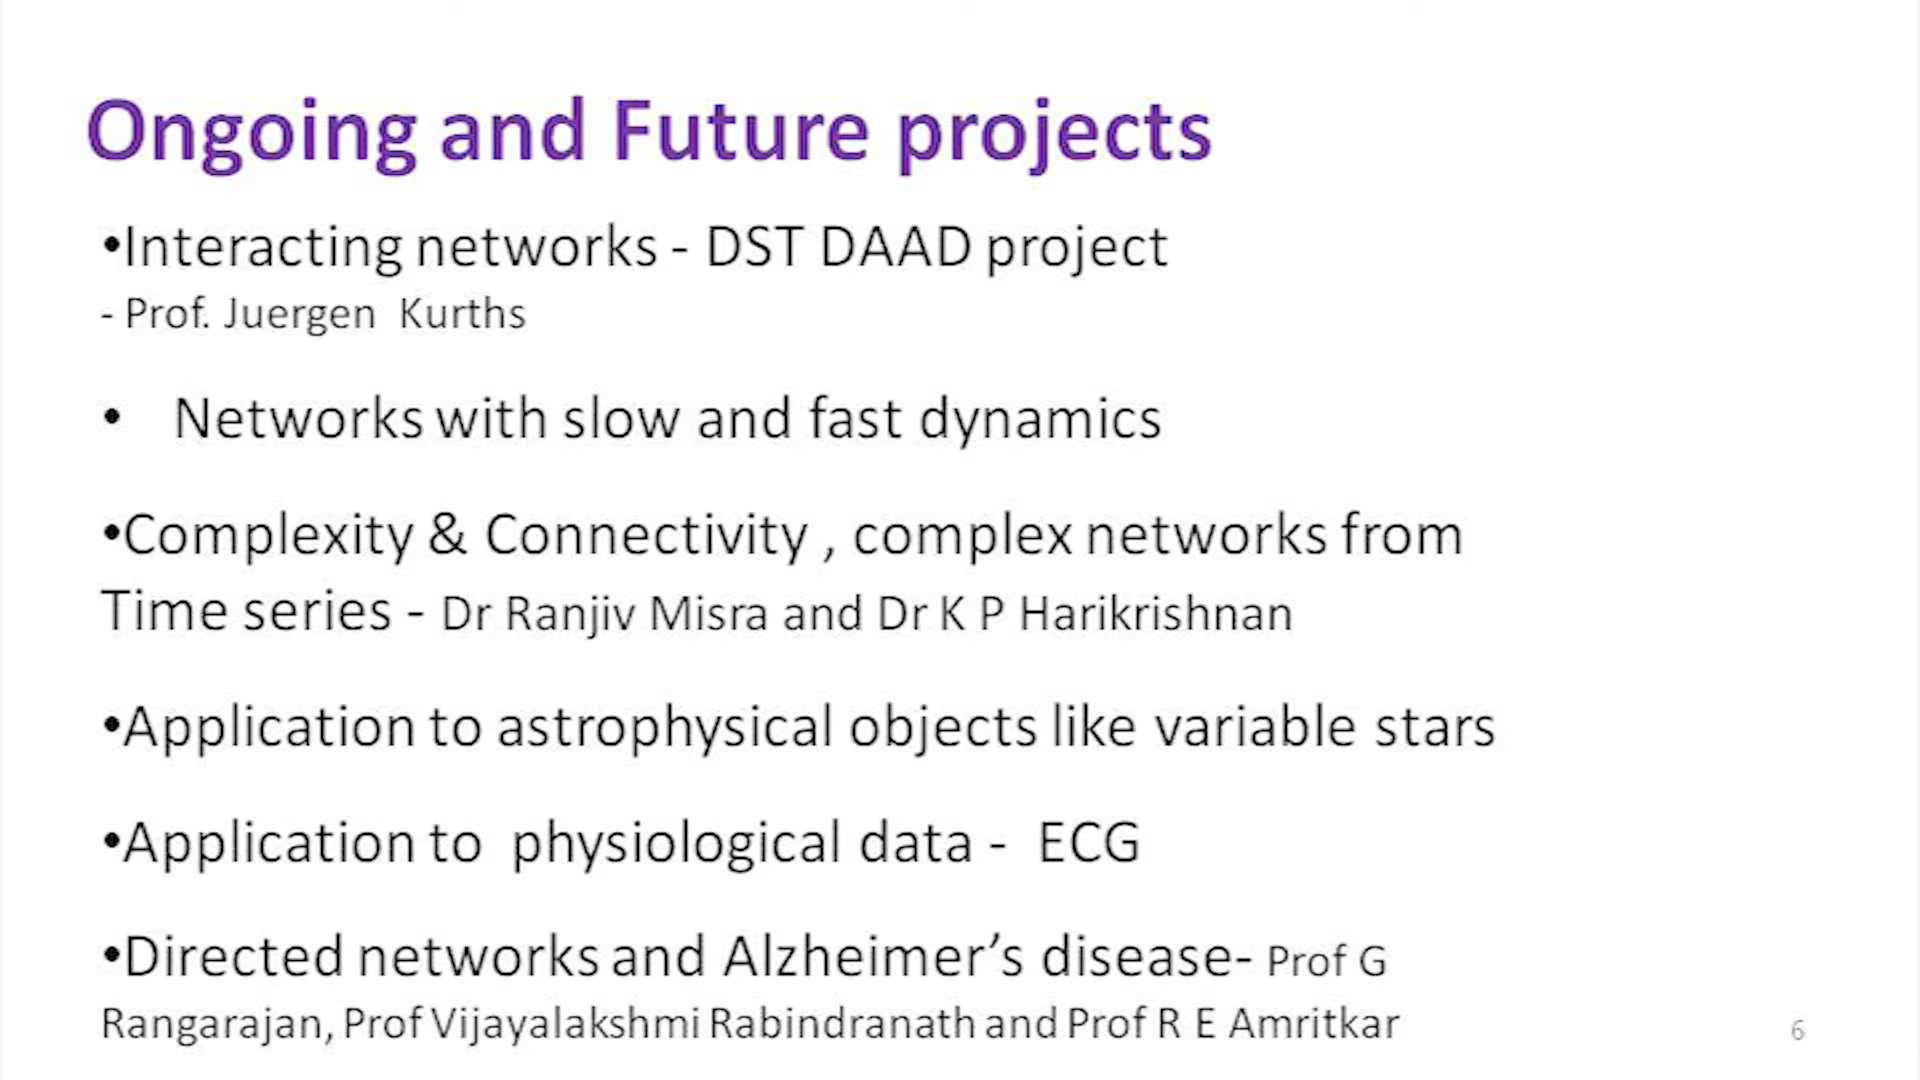 Ongoing and Future projects
•Interacting networks - DST DAAD project
- Prof. Juergen Kurths
• Networks with slow and fast dynamics
•Complexity & Connectivity , complex networks from
Time series - Dr Ranjiv Misra and Dr K P Harikrishnan
•Application to astrophysical objects like variable stars
•Application to physiological data - ECG
•Directed networks and Alzheimer’s disease- Prof G
Rangarajan, Prof Vijayalakshmi Rabindranath and Prof R E Amritkar
6